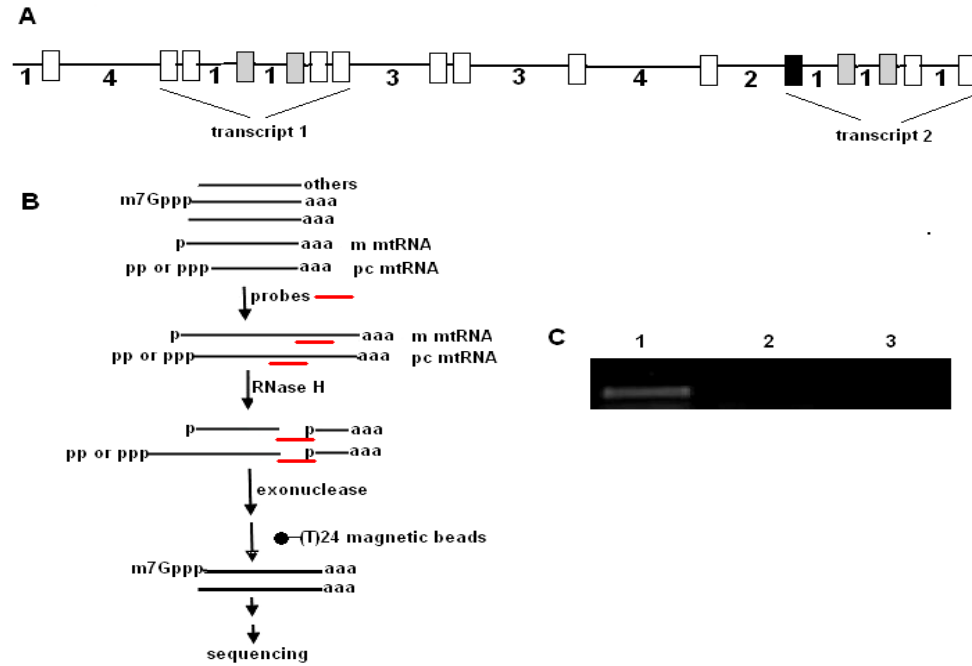 A
1 4 1 1 3 3 4 2 1 1 1
transcript 1
transcript 2
B
others
m7Gppp aaa
aaa
p aaa m mtRNA
pp or ppp aaa pc mtRNA
probes
p aaa m mtRNA
pp or ppp aaa pc mtRNA
RNase H
p p aaa
pp or ppp p aaa
exonuclease
(T)24 magnetic beads
m7Gppp aaa
aaa
sequencing
C
1 2 3